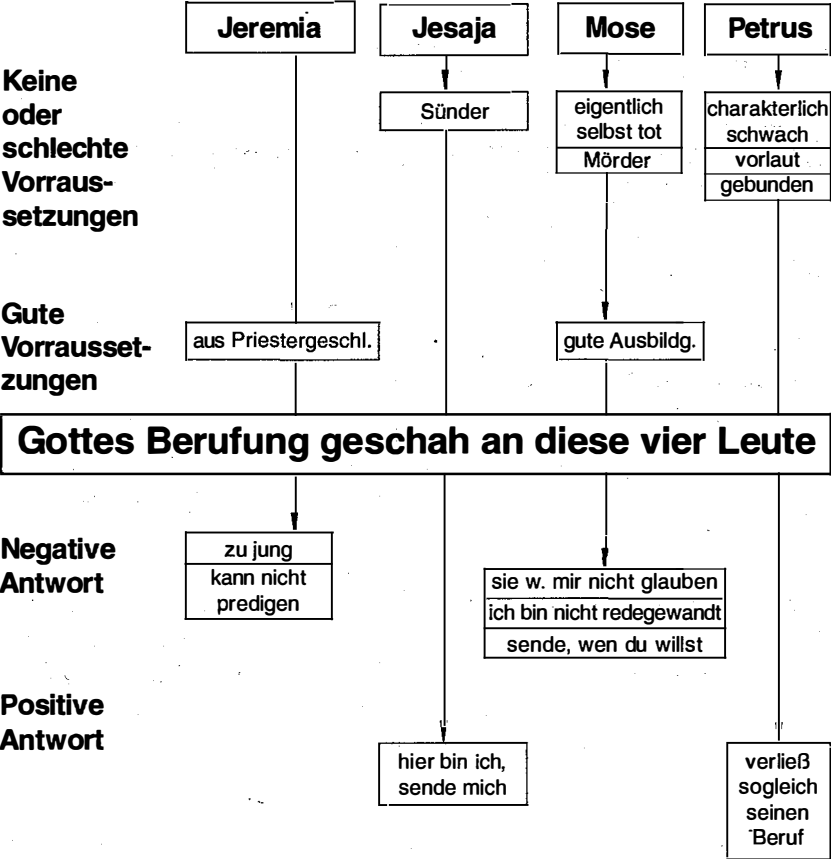 Jeremia
Jesaja
Mose
Petrus
Keine
oder
schlechte
Vorraus-
setzungen
Sünder
eigentlich
selbst tot
Mörder
charakterlich
schwach
vorlaut
gebunden
Gute
Vorrausset-
zungen
aus Priestergeschl.
gute Ausbildg.
Gottes Berufung geschah an diese vier Leute
Negative
Antwort
zu jung
kann nicht
predigen
sie w. mir nicht glauben
ich bin nicht redegewandt
sende, wen du willst
Positive
Antwort
hier bin ich,
sende mich
verließ
sogleich
seinen
Beruf